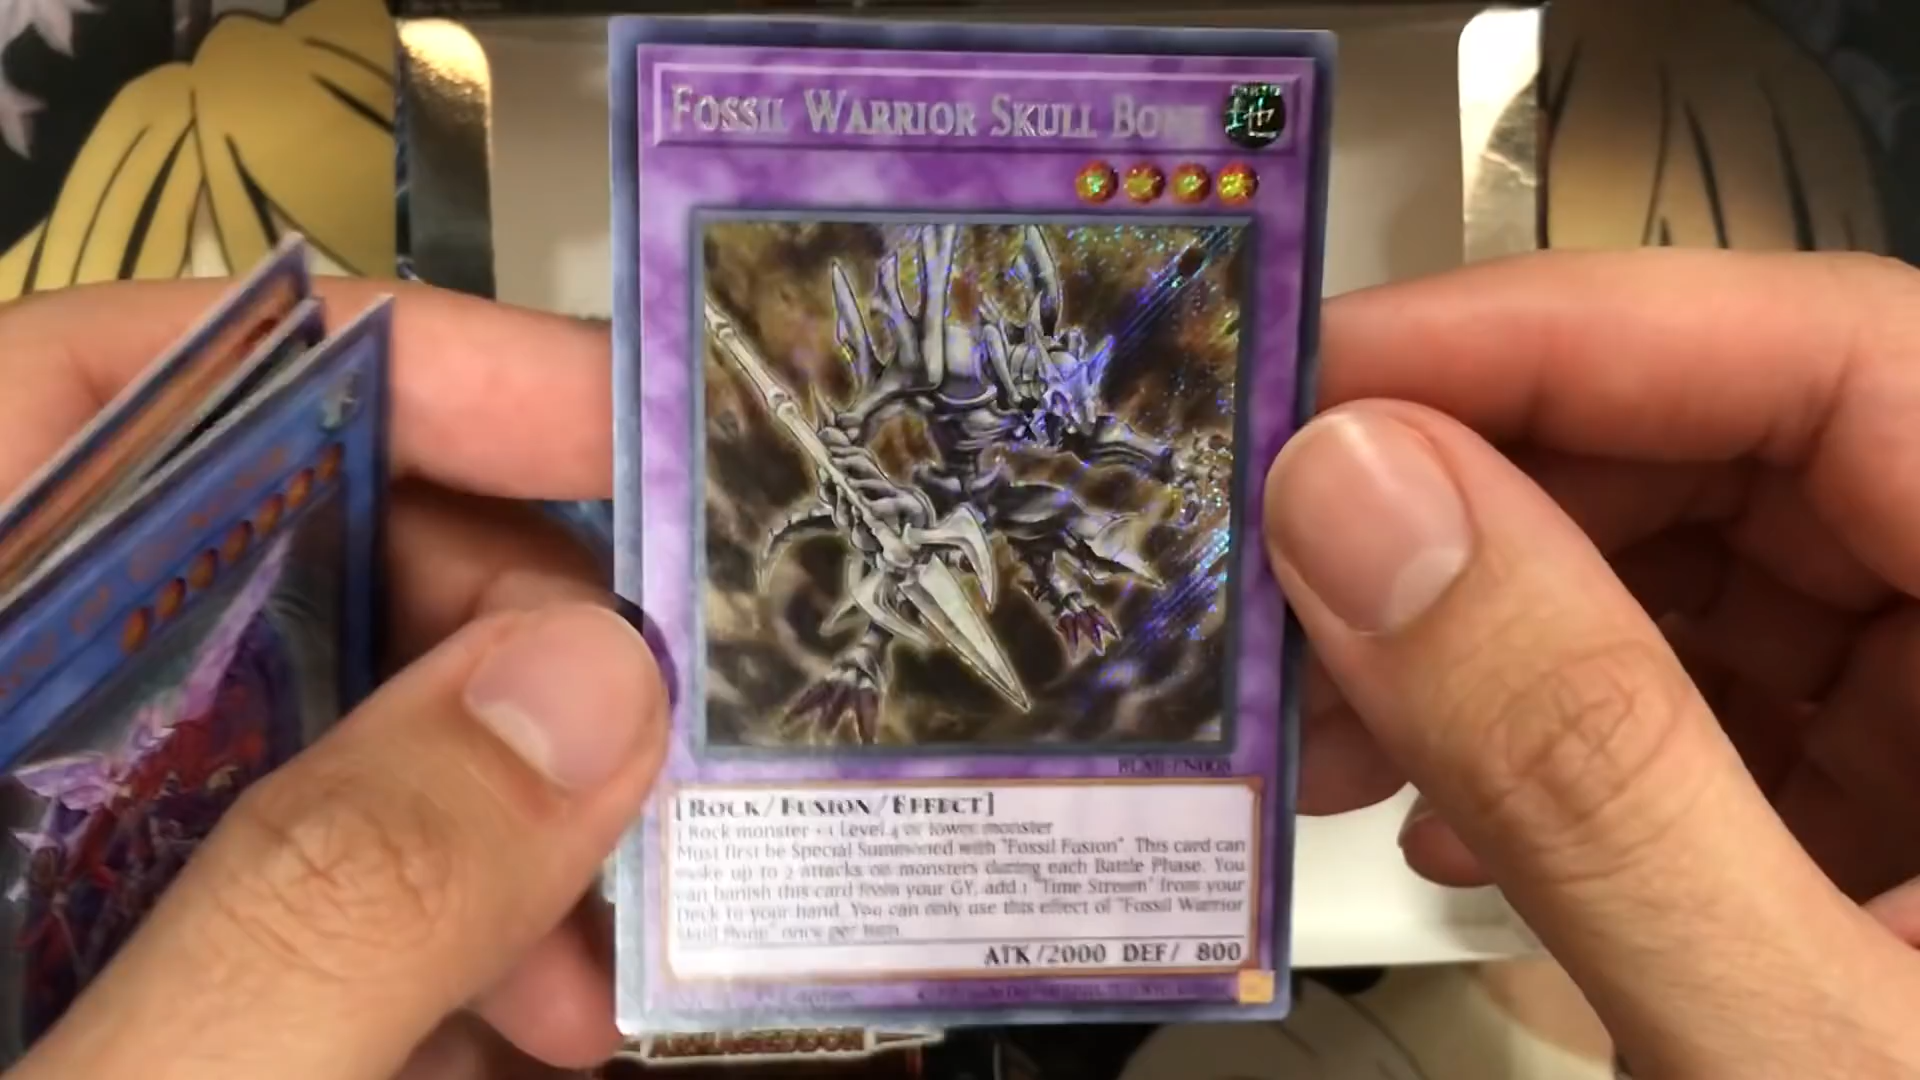 FOSSIL WARRIOR SKULL BONE
地
[ROCK/FUSION/EFFECT]
1 Rock monster + 1 Level 4 or lower monster
Must first be Special Summoned with "Fossil Fusion". This card can
make up to 2 attacks on monsters during each Battle Phase. You
can banish this card from your GY, add 1 "Time Stream" from your
Deck to your hand. You can only use this effect of "Fossil Warrior
Skull Bone" once per turn.
ATK/2000 DEF/ 800
ARMAGEDDON